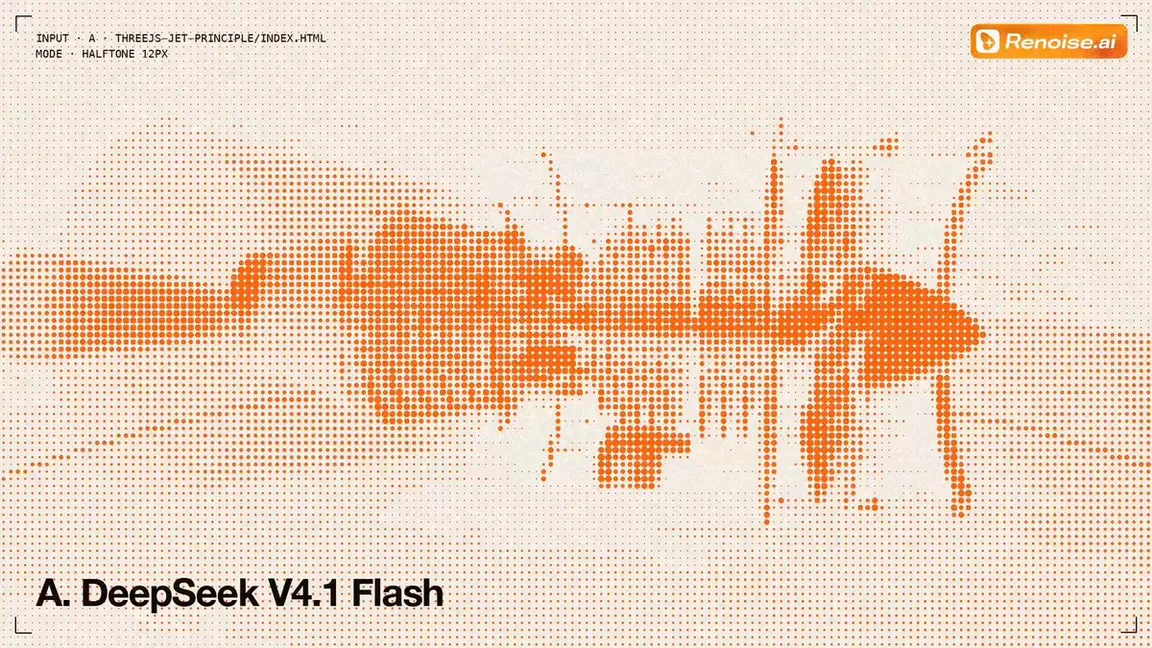 INPUT · A · THREEJS-JET-PRINCIPLE/INDEX.HTML
MODE · HALFTONE 12PX
Renoise.ai
A. DeepSeek V4.1 Flash